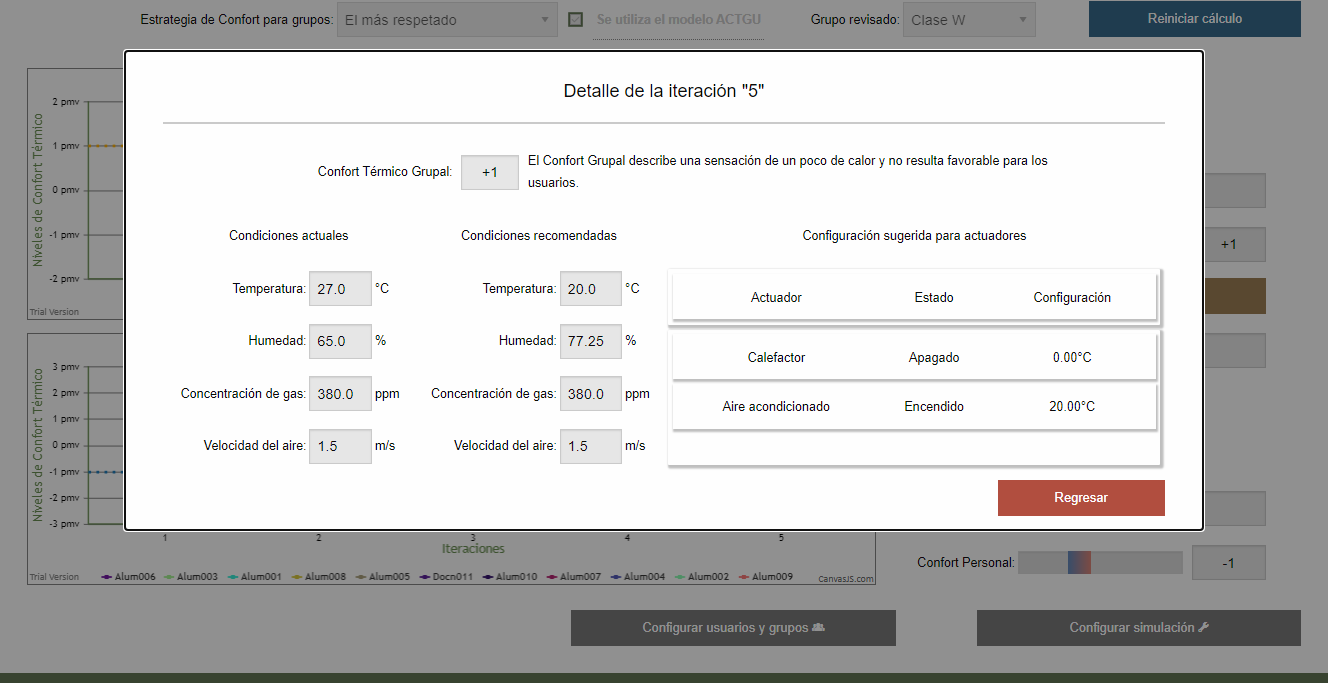 Estrategia de Confort para grupos: El más respetado Se utiliza el modelo ACTGU Grupo revisado: Clase W Reiniciar cálculo
Detalle de la iteración "5"
Confort Térmico Grupal: +1 El Confort Grupal describe una sensación de un poco de calor y no resulta favorable para los
usuarios.
Condiciones actuales Condiciones recomendadas Configuración sugerida para actuadores
Temperatura: 27.0 °C Temperatura: 20.0 °C
Humedad: 65.0 % Humedad: 77.25 %
Concentración de gas: 380.0 ppm Concentración de gas: 380.0 ppm
Velocidad del aire: 1.5 m/s Velocidad del aire: 1.5 m/s
Actuador Estado Configuración
Calefactor Apagado 0.00°C
Aire acondicionado Encendido 20.00°C
Regresar
Niveles de Confort Térmico
2 pmv
1 pmv
0 pmv
-1 pmv
-2 pmv
Trial Version
+1
Niveles de Confort Térmico
3 pmv
2 pmv
1 pmv
0 pmv
-1 pmv
-2 pmv
-3 pmv
1 2 3 4 5
Iteraciones
Trial Version Alum006 Alum003 Alum001 Alum008 Alum005 Docn011 Alum010 Alum007 Alum004 Alum002 Alum009 CanvasJS.com
Confort Personal: -1
Configurar usuarios y grupos Configurar simulación